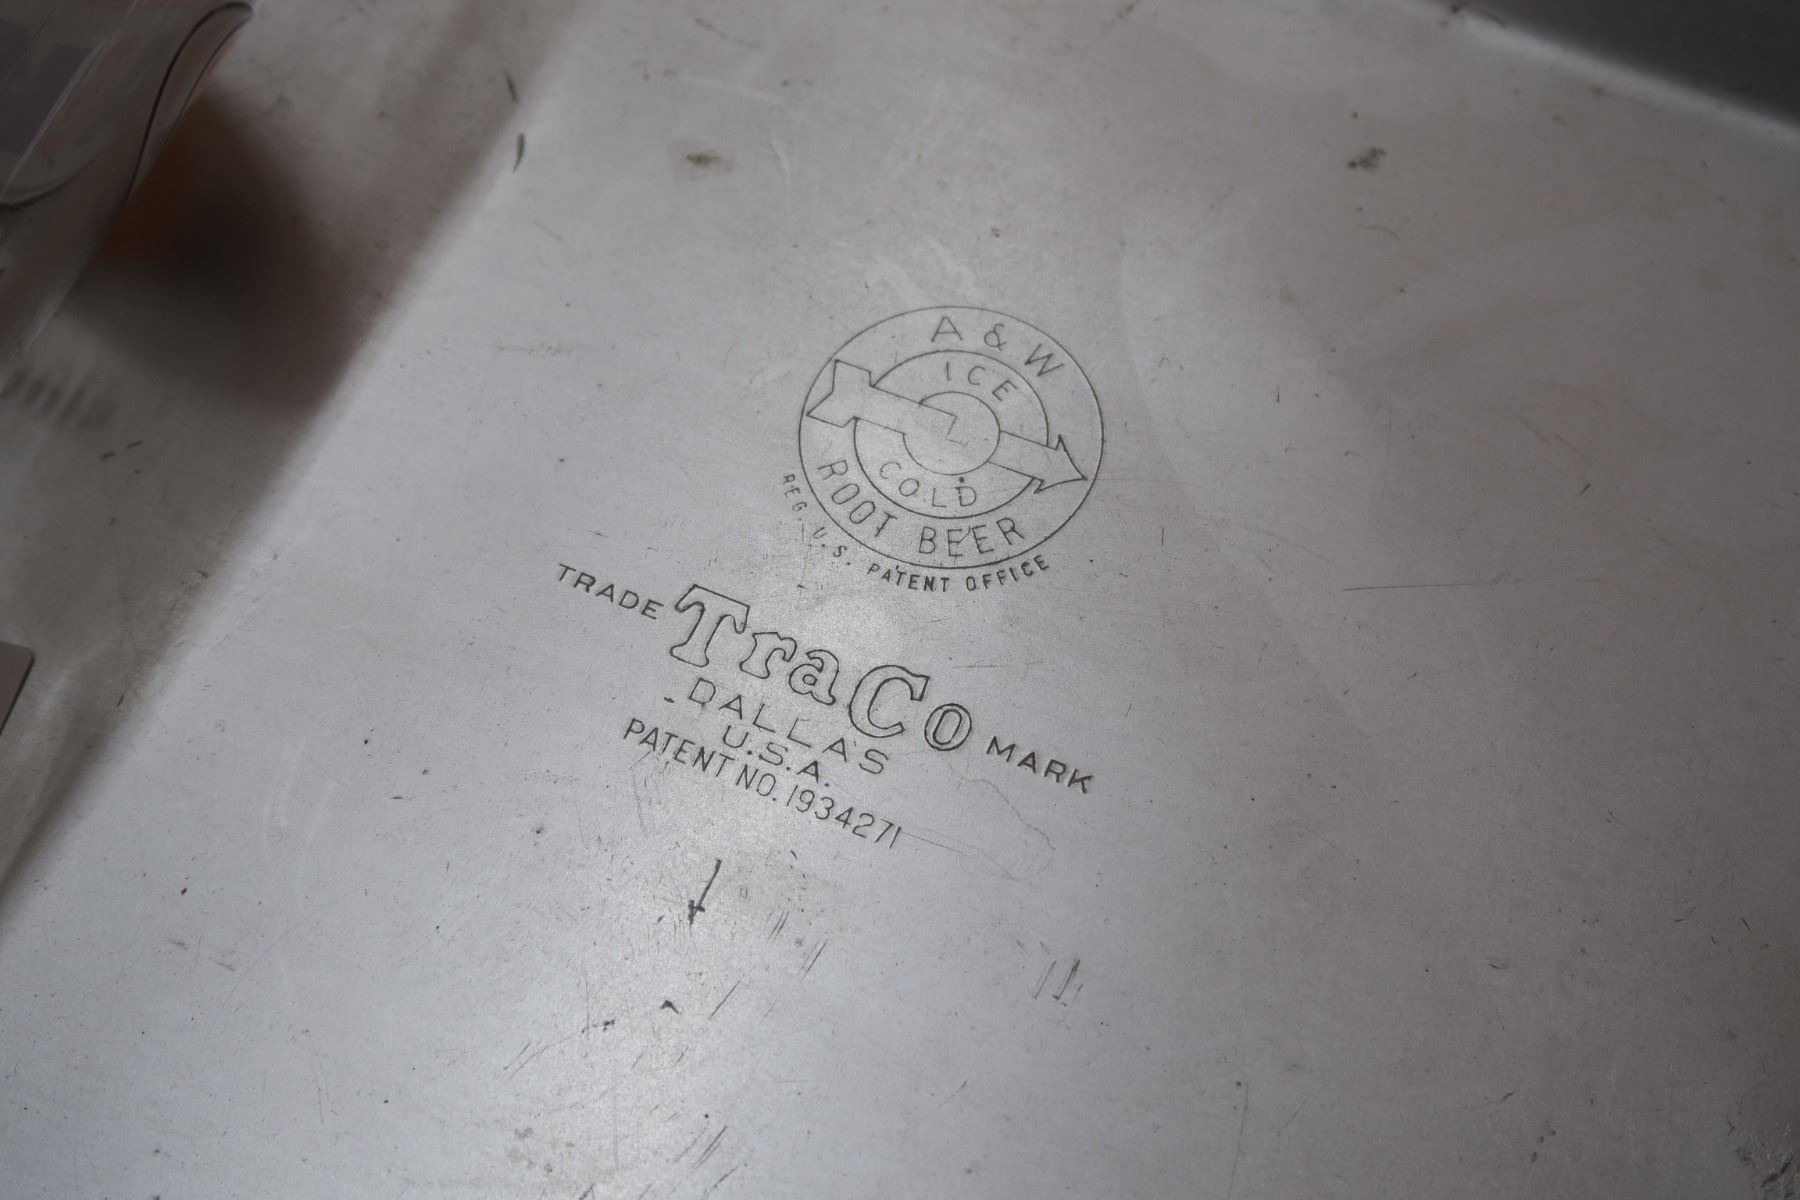 A & W
ICE
COLD
ROOT BEER
REG. U.S. PATENT OFFICE
TRADE TraCo MARK
DALLAS
U.S.A.
PATENT NO. 1934271